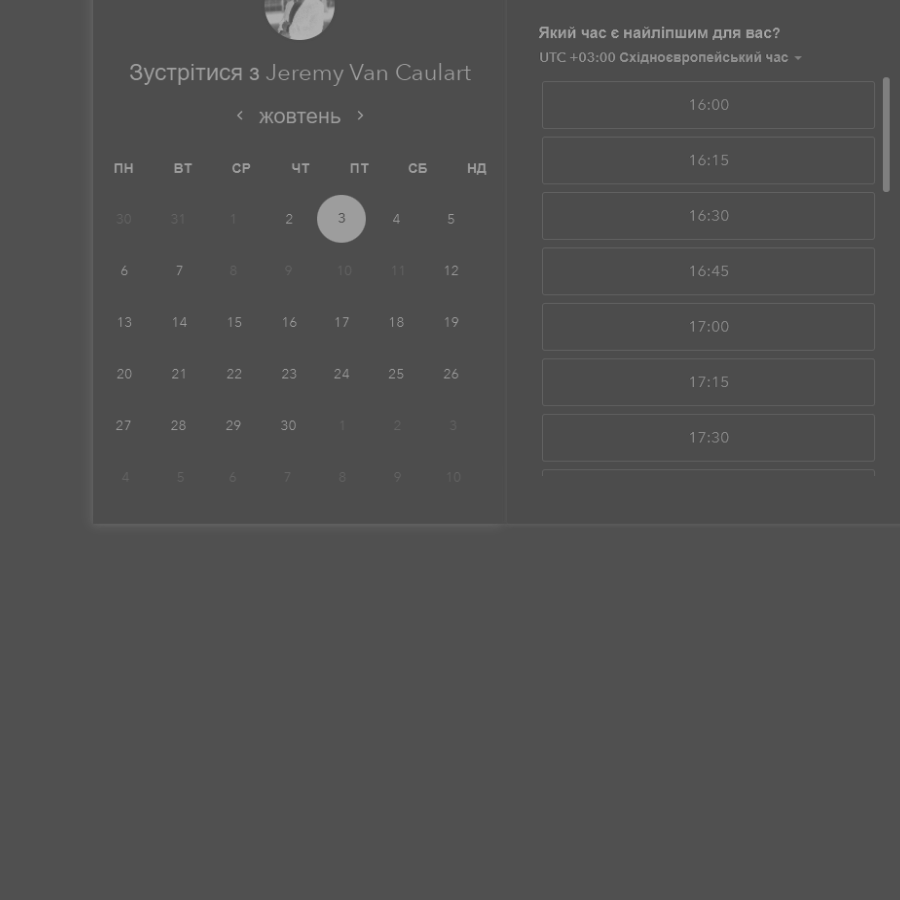 Зустрітися з Jeremy Van Caulart
жовтень
ПН ВТ СР ЧТ ПТ СБ НД
30 31 1 2 3 4 5
6 7 8 9 10 11 12
13 14 15 16 17 18 19
20 21 22 23 24 25 26
27 28 29 30 1 2 3
4 5 6 7 8 9 10
Який час є найліпшим для вас?
UTC +03:00 Східноєвропейський час
16:00
16:15
16:30
16:45
17:00
17:15
17:30